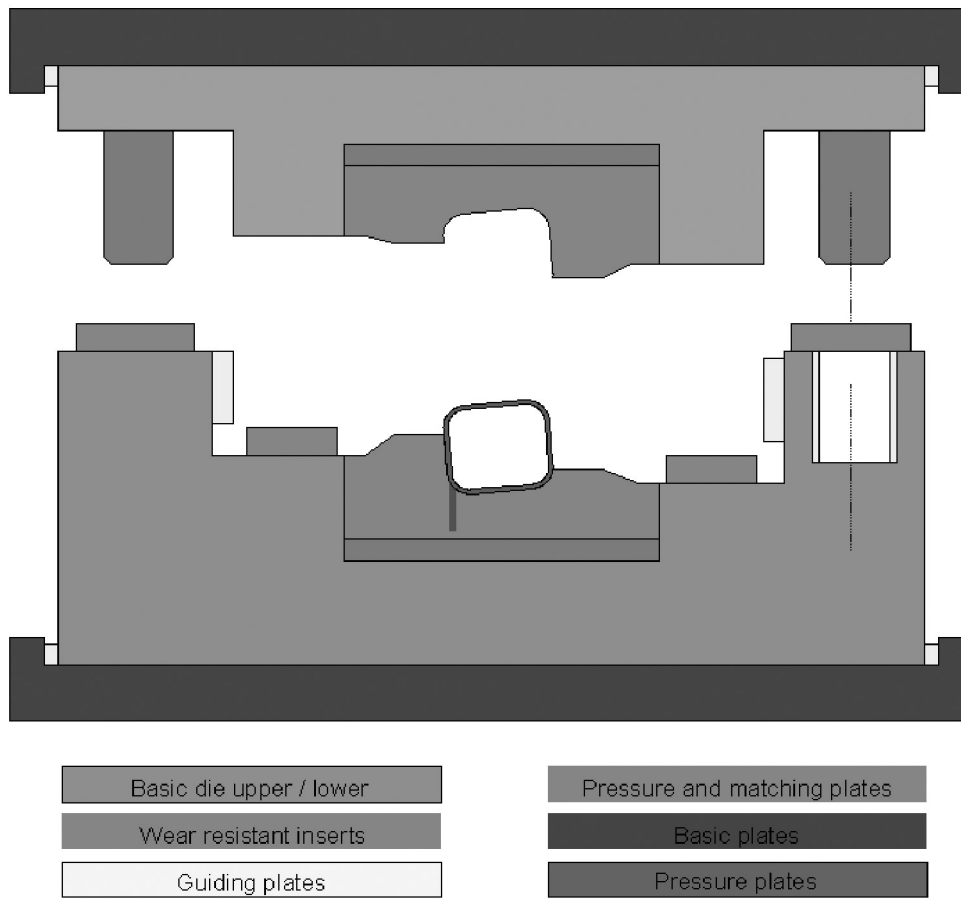 Basic die upper / lower
Pressure and matching plates
Wear resistant inserts
Basic plates
Guiding plates
Pressure plates